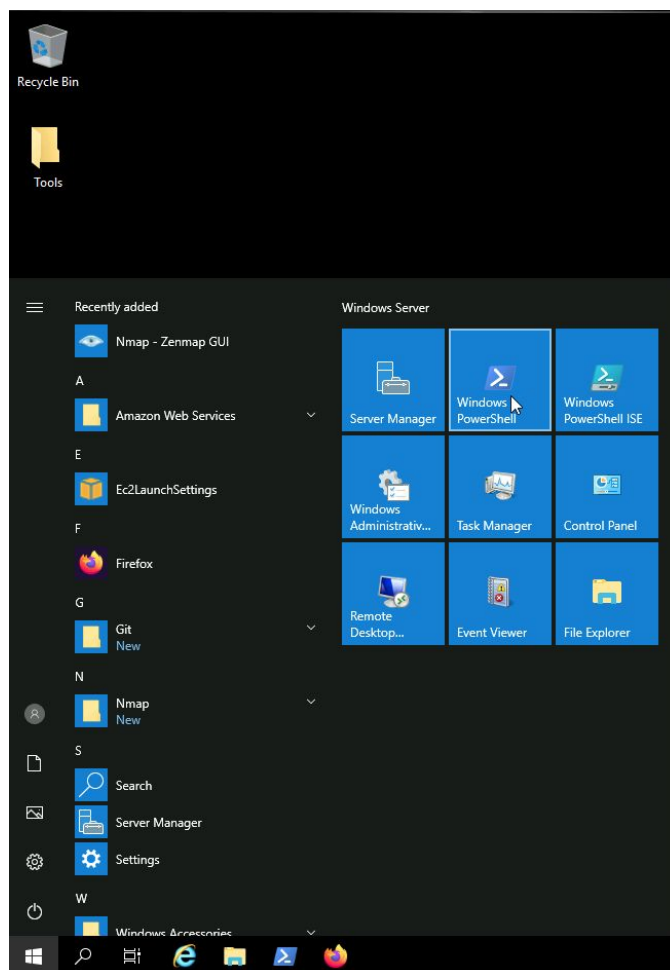 Recycle Bin
Tools
Recently added
Nmap - Zenmap GUI
A
Amazon Web Services
E
Ec2LaunchSettings
F
Firefox
G
Git
New
N
Nmap
New
S
Search
Server Manager
Settings
W
Windows Accessories
Windows Server
Server Manager
Windows
PowerShell
Windows
PowerShell ISE
Windows
Administrativ...
Task Manager
Control Panel
Remote
Desktop...
Event Viewer
File Explorer